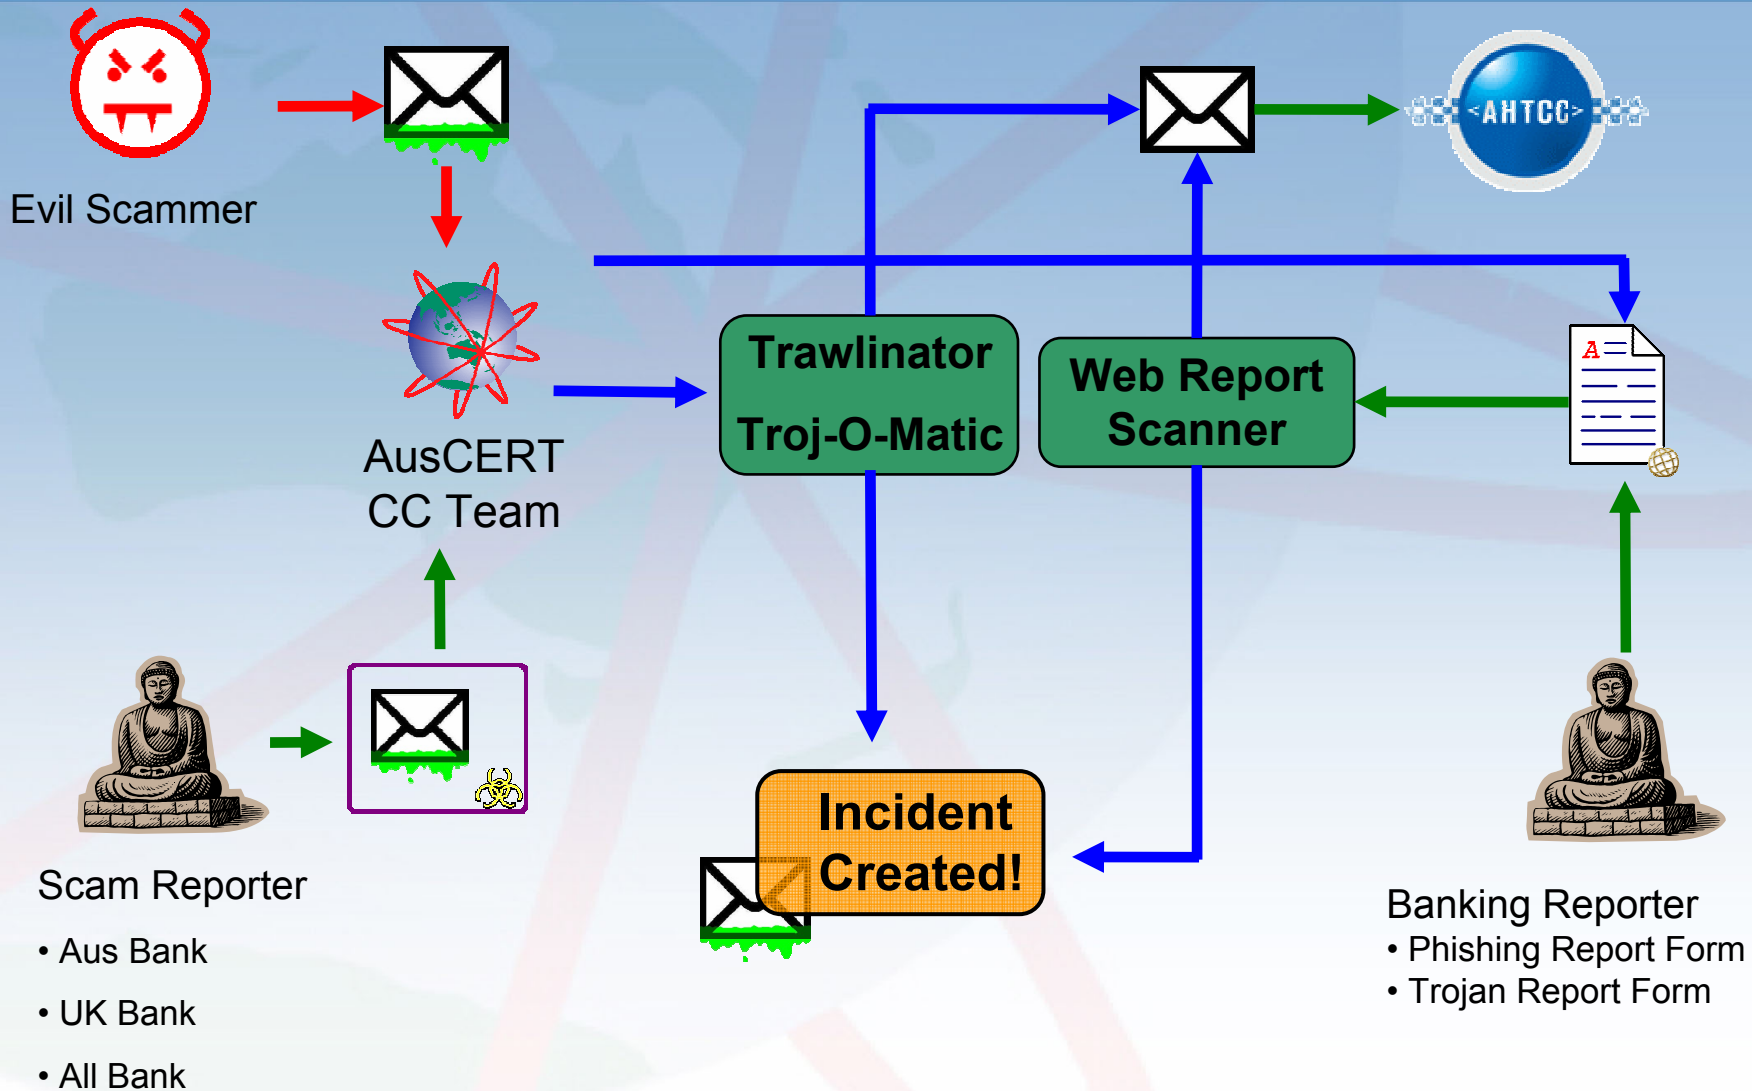 Evil Scammer
<AHTCC>
AusCERT
CC Team
Trawlinator
Troj-O-Matic
Web Report
Scanner
A
Incident
Created!
Scam Reporter
• Aus Bank
• UK Bank
• All Bank
Banking Reporter
• Phishing Report Form
• Trojan Report Form